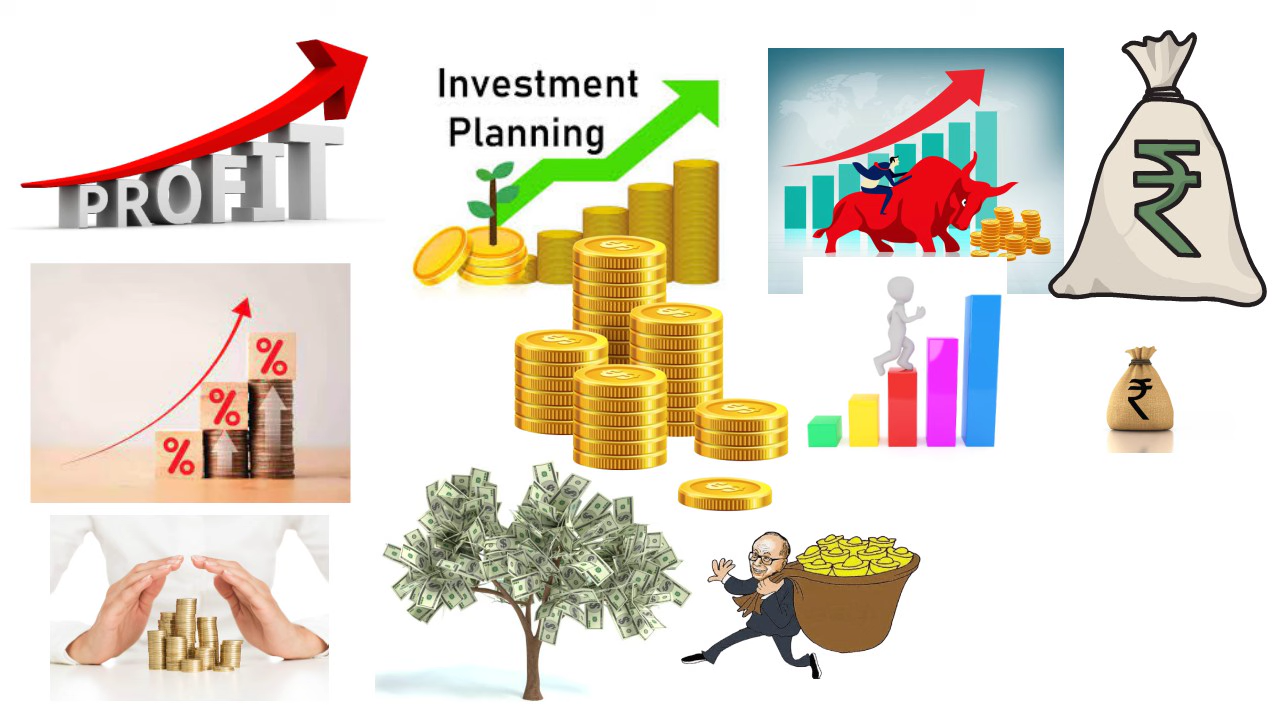 PROFIT
Investment
Planning
₹
%
%
%
₹